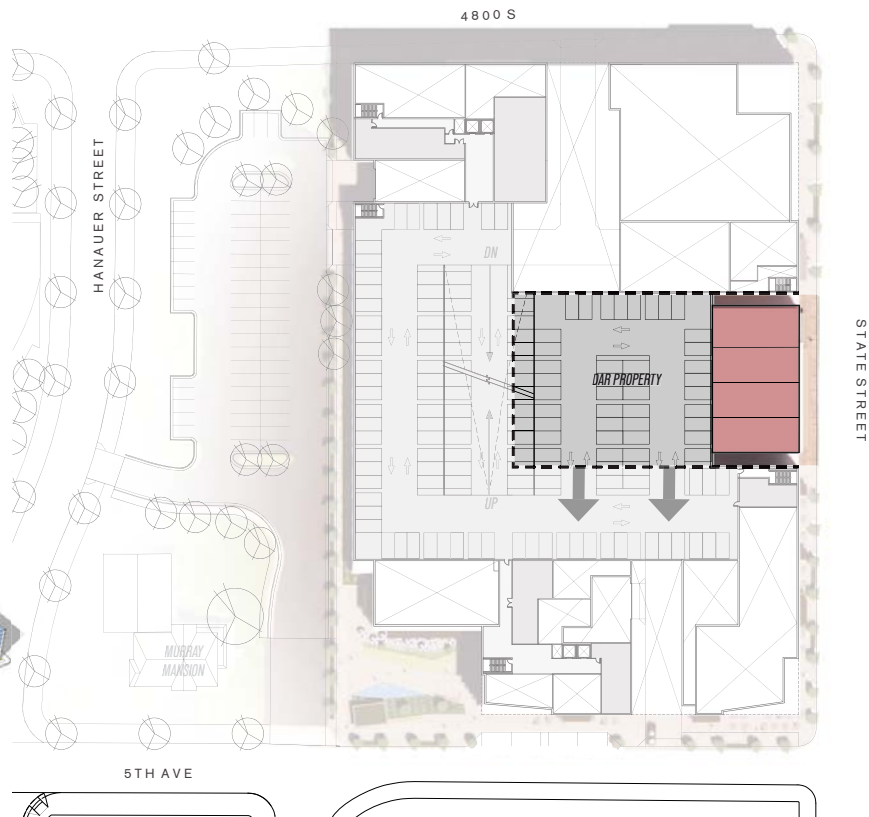 4800 S
HANAUER STREET
DN
DAR PROPERTY
STATE STREET
UP
MURRAY
MANSION
5TH AVE